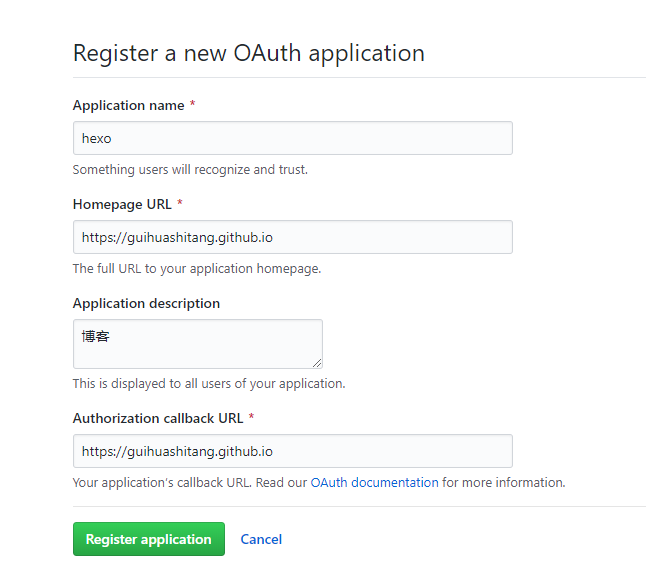 Register a new OAuth application
Application name *
hexo
Something users will recognize and trust.
Homepage URL *
https://guihuashitang.github.io
The full URL to your application homepage.
Application description
博客
This is displayed to all users of your application.
Authorization callback URL *
https://guihuashitang.github.io
Your application's callback URL. Read our OAuth documentation for more information.
Register application Cancel